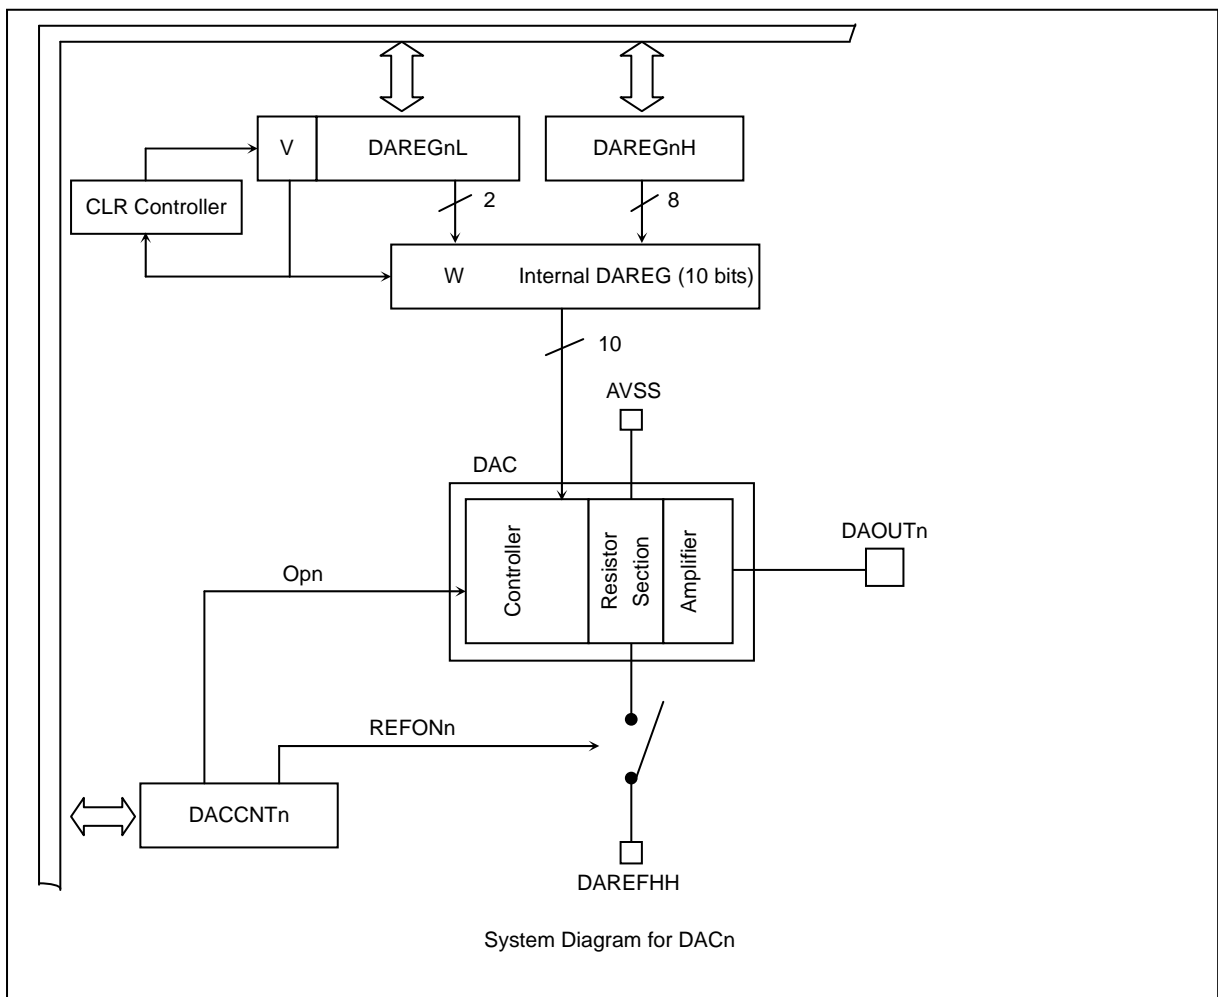 V
DAREGnL
DAREGnH
CLR Controller
2
8
W
Internal DAREG (10 bits)
10
AVSS
DAC
Controller
Resistor
Section
Amplifier
DAOUTn
Opn
REFONn
DACCNTn
DAREFHH
System Diagram for DACn